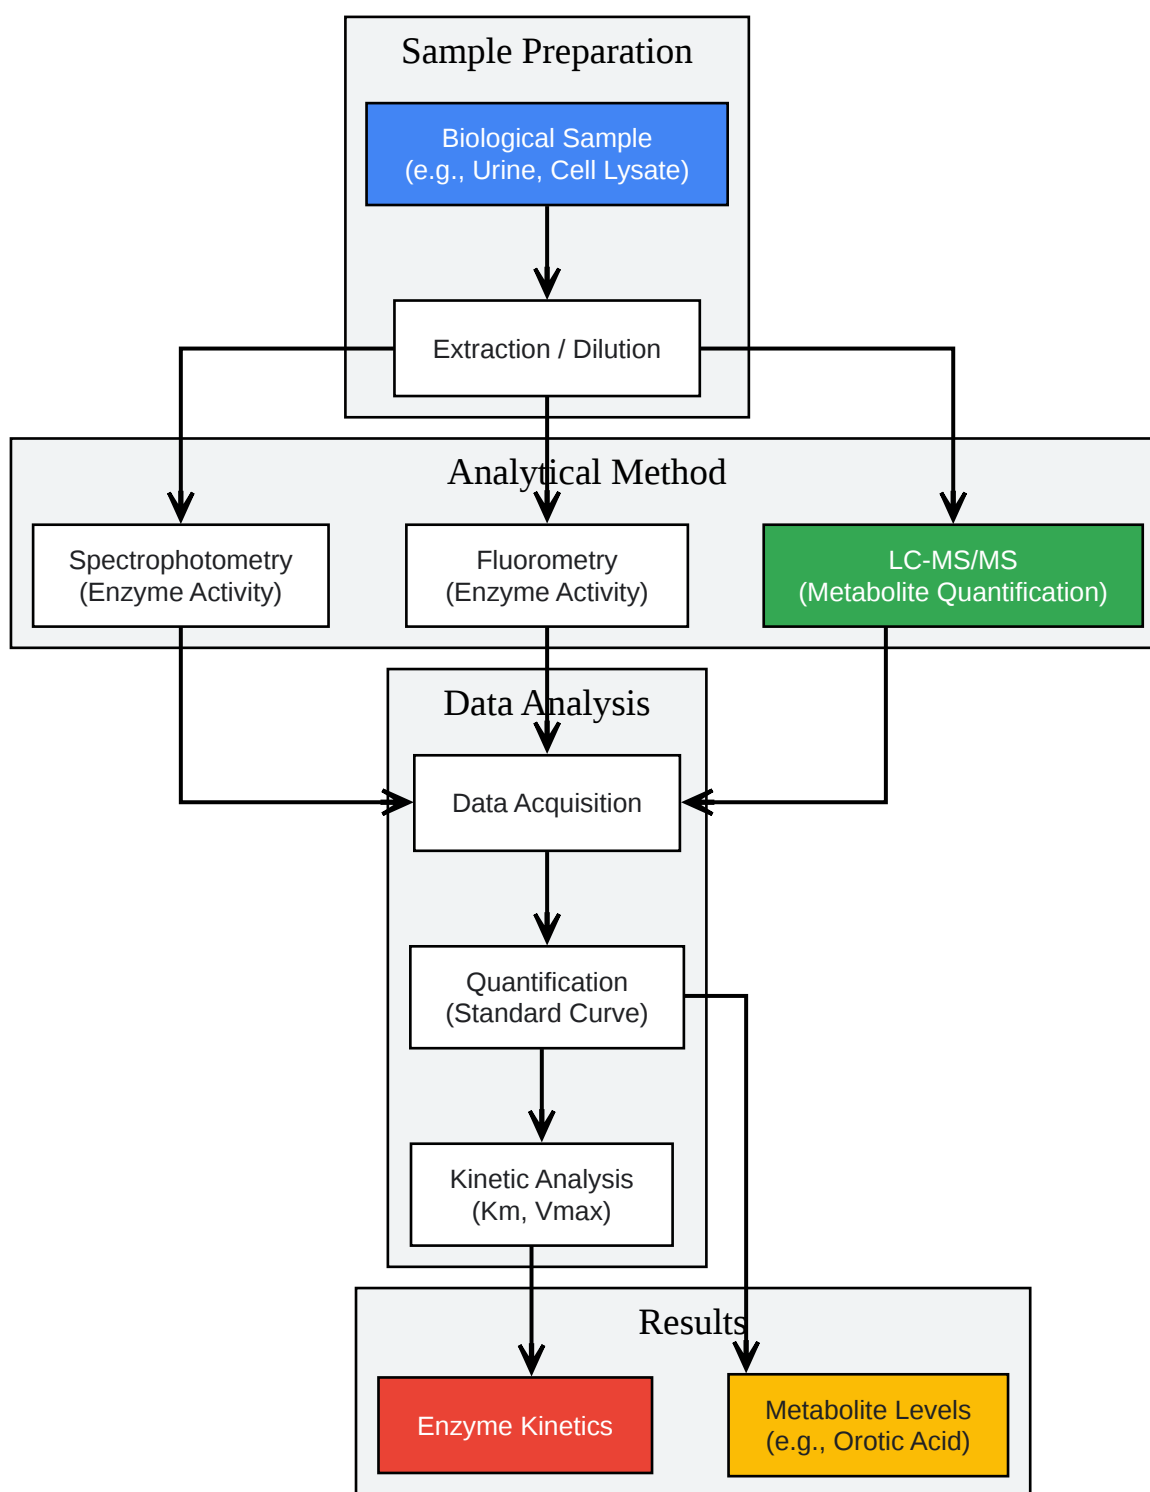 Sample Preparation
Biological Sample
(e.g., Urine, Cell Lysate)
Extraction / Dilution
Analytical Method
Spectrophotometry
(Enzyme Activity)
Fluorometry
(Enzyme Activity)
LC-MS/MS
(Metabolite Quantification)
Data Analysis
Data Acquisition
Quantification
(Standard Curve)
Kinetic Analysis
(Km, Vmax)
Results
Enzyme Kinetics
Metabolite Levels
(e.g., Orotic Acid)